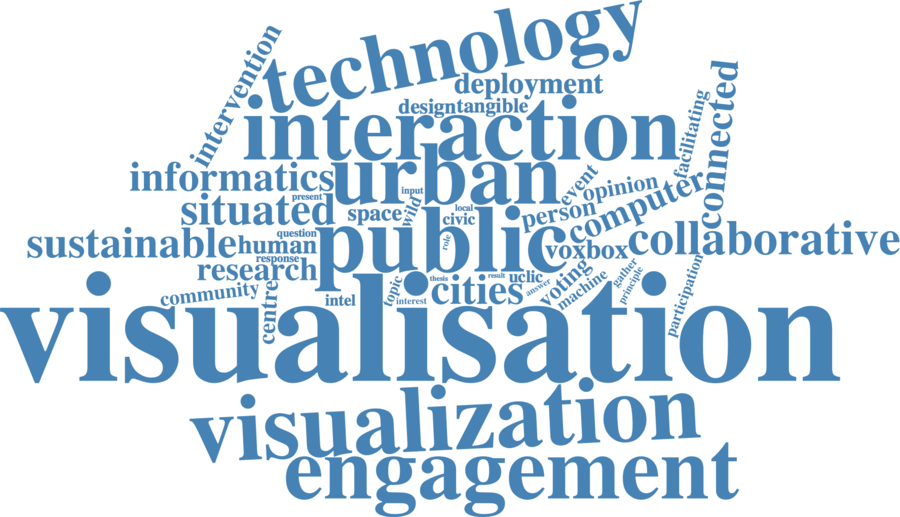 technology
intervention
deployment
design
tangible
interaction
facilitating
connected
informatics
urban
input
event
opinion
computer
present
situated
space
wild
local
civic
person
question
sustainable
human
public
role
voxbox
collaborative
response
research
community
centre
intel
topic
interest
thesis
cities
result
uclic
answer
voting
machine
gather
principle
participation
visualisation
visualization
engagement